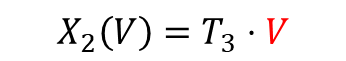 X₂(V) = T₃ · V